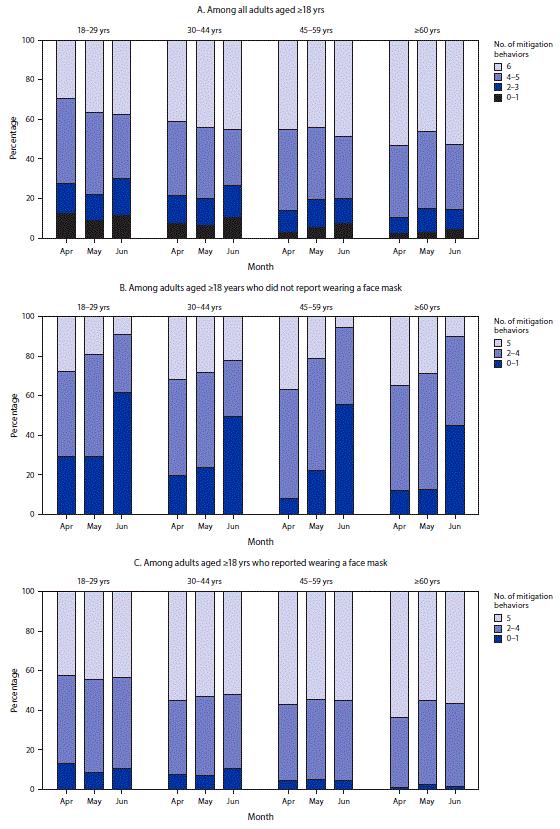 A. Among all adults aged ≥18 yrs
18–29 yrs 30–44 yrs 45–59 yrs ≥60 yrs
No. of mitigation
behaviors
6
4–5
2–3
0–1
100
80
60
40
20
0
Percentage
Apr May Jun Apr May Jun Apr May Jun Apr May Jun
Month
B. Among adults aged ≥18 years who did not report wearing a face mask
18–29 yrs 30–44 yrs 45–59 yrs ≥60 yrs
No. of mitigation
behaviors
5
2–4
0–1
100
80
60
40
20
0
Percentage
Apr May Jun Apr May Jun Apr May Jun Apr May Jun
Month
C. Among adults aged ≥18 yrs who reported wearing a face mask
18–29 yrs 30–44 yrs 45–59 yrs ≥60 yrs
No. of mitigation
behaviors
5
2–4
0–1
100
80
60
40
20
0
Percentage
Apr May Jun Apr May Jun Apr May Jun Apr May Jun
Month